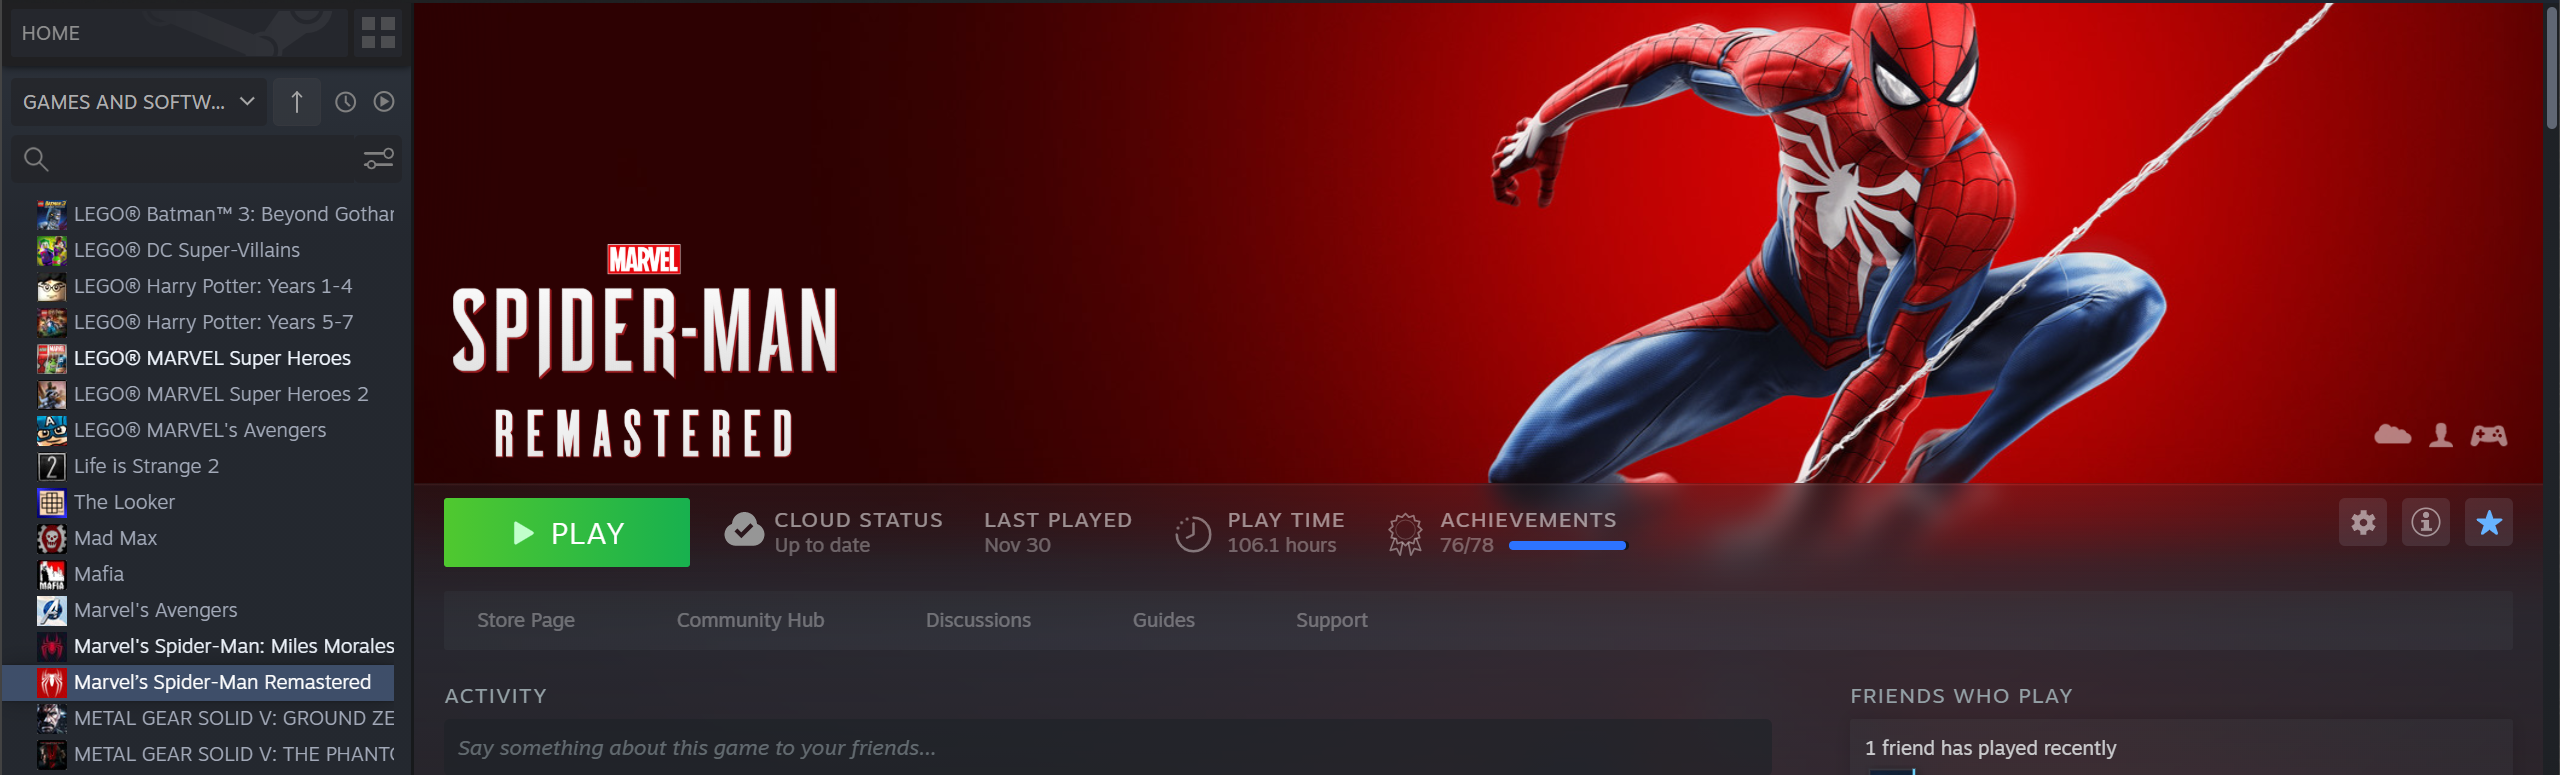 HOME
GAMES AND SOFTW...
LEGO® Batman™ 3: Beyond Gothar
LEGO® DC Super-Villains
LEGO® Harry Potter: Years 1-4
LEGO® Harry Potter: Years 5-7
LEGO® MARVEL Super Heroes
LEGO® MARVEL Super Heroes 2
LEGO® MARVEL's Avengers
Life is Strange 2
The Looker
Mad Max
Mafia
Marvel's Avengers
Marvel's Spider-Man: Miles Morales
Marvel’s Spider-Man Remastered
METAL GEAR SOLID V: GROUND ZE
METAL GEAR SOLID V: THE PHANTO
MARVEL
SPIDER-MAN
REMASTERED
PLAY
CLOUD STATUS
Up to date
LAST PLAYED
Nov 30
PLAY TIME
106.1 hours
ACHIEVEMENTS
76/78
Store Page
Community Hub
Discussions
Guides
Support
ACTIVITY
Say something about this game to your friends...
FRIENDS WHO PLAY
1 friend has played recently